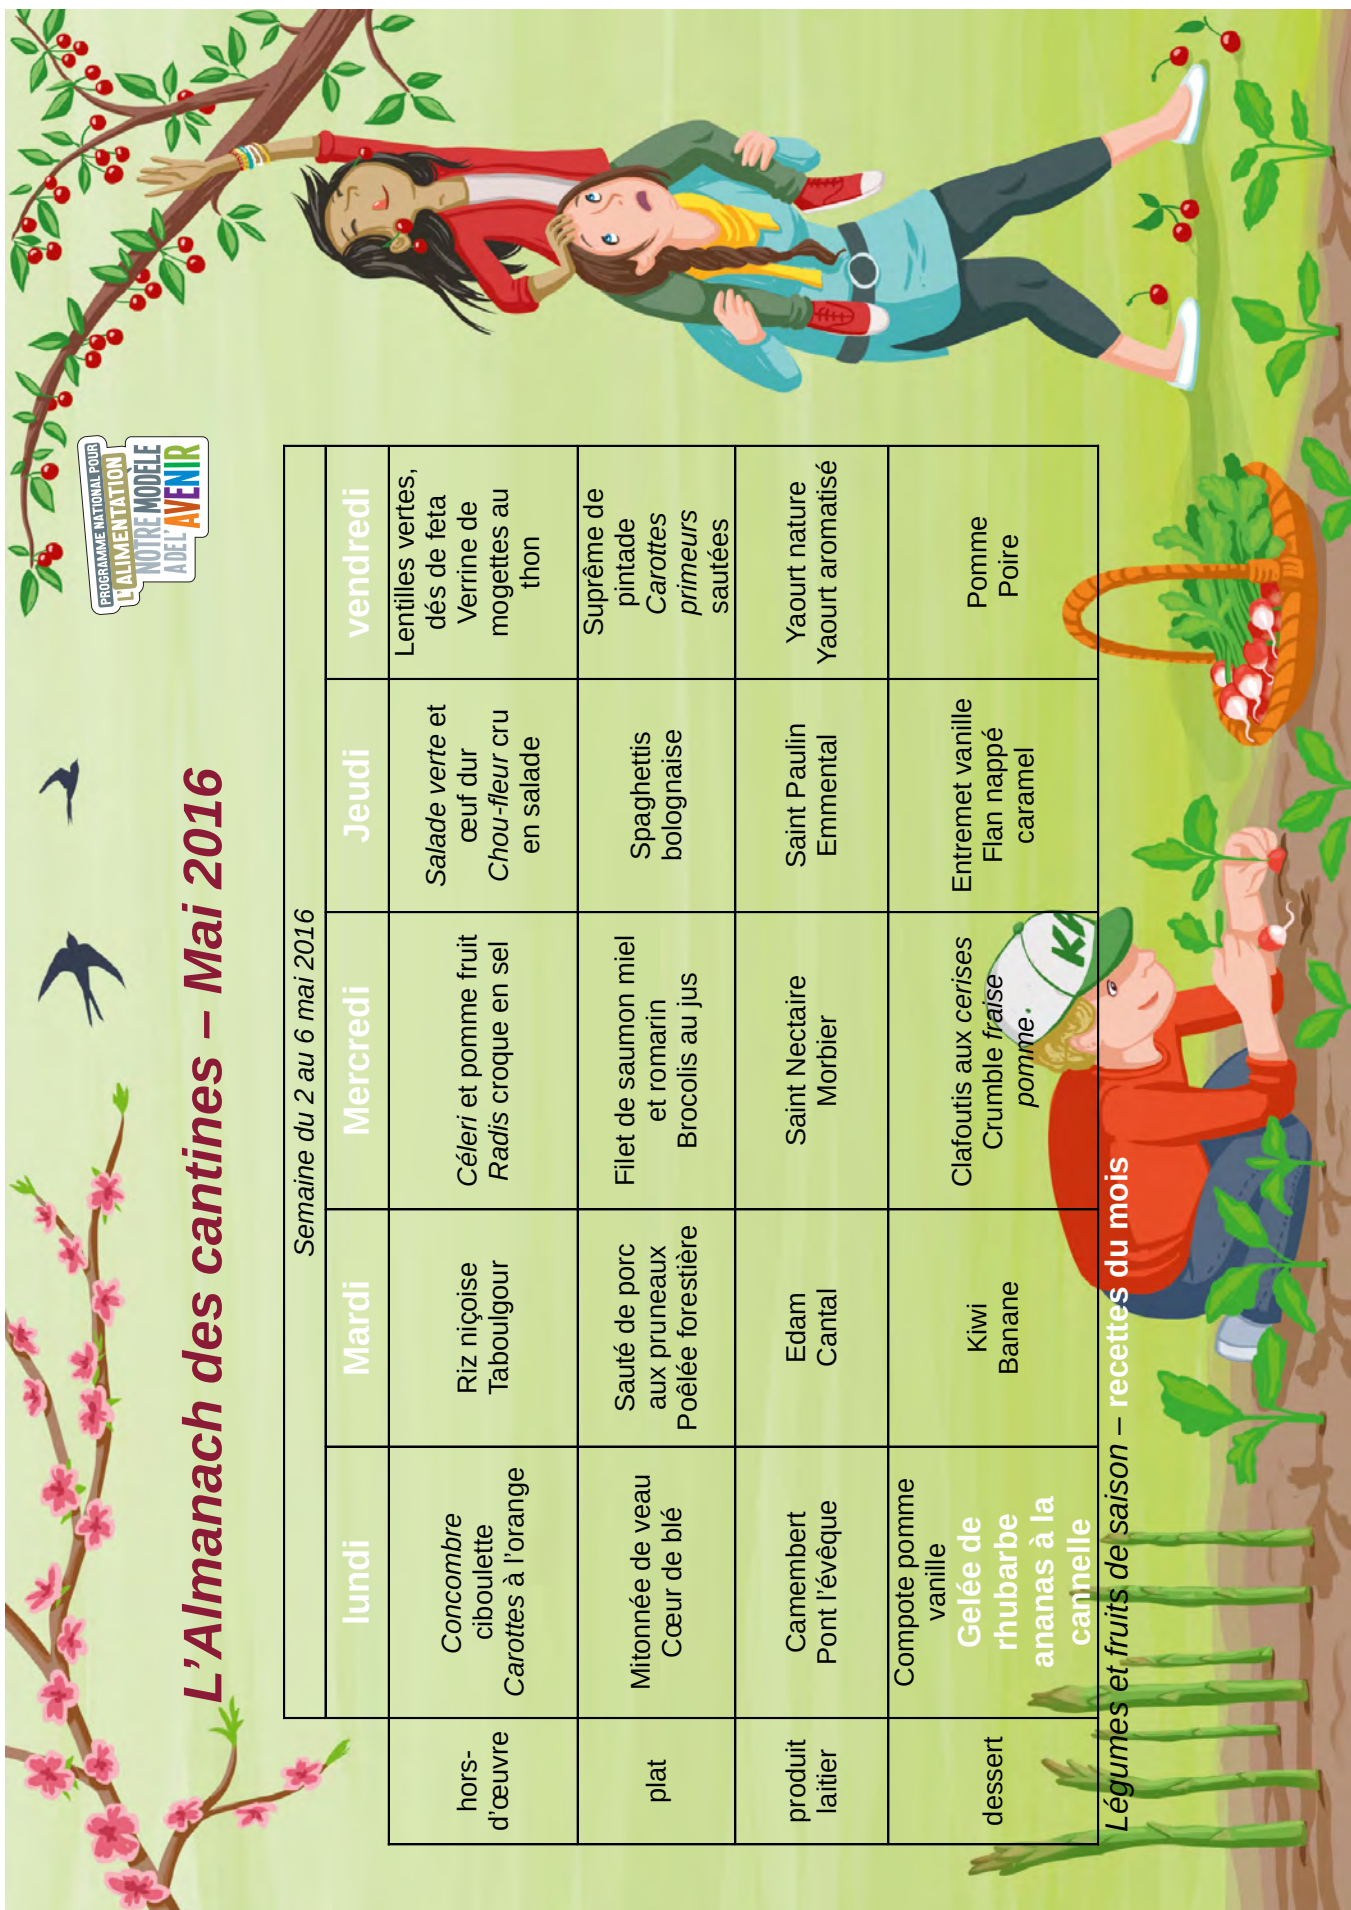 PROGRAMME NATIONAL POUR
L'ALIMENTATION
NOTRE MODÈLE
A DE L'AVENIR
L'Almanach des cantines – Mai 2016
Semaine du 2 au 6 mai 2016
lundi
Mardi
Mercredi
Jeudi
vendredi
hors-
d'œuvre
Concombre
ciboulette
Carottes à l'orange
Riz niçoise
Taboulgour
Céleri et pomme fruit
Radis croque en sel
Salade verte et
œuf dur
Chou-fleur cru
en salade
Lentilles vertes,
dés de feta
Verrine de
mogettes au
thon
plat
Mitonnée de veau
Cœur de blé
Sauté de porc
aux pruneaux
Poêlée forestière
Filet de saumon miel
et romarin
Brocolis au jus
Spaghettis
bolognaise
Suprême de
pintade
Carottes
primeurs
sautées
produit
laitier
Camembert
Pont l'évêque
Edam
Cantal
Saint Nectaire
Morbier
Saint Paulin
Emmental
Yaourt nature
Yaourt aromatisé
dessert
Compote pomme
vanille
Gelée de
rhubarbe
ananas à la
cannelle
Kiwi
Banane
Clafoutis aux cerises
Crumble fraise
pomme
Entremet vanille
Flan nappé
caramel
Pomme
Poire
Légumes et fruits de saison – recettes du mois